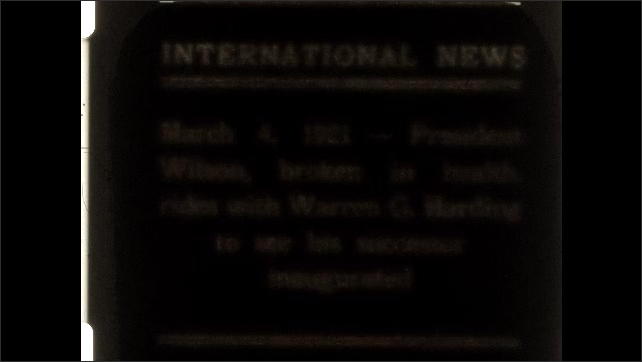 INTERNATIONAL NEWS
March 4, 1921 — President
Wilson, broken in health,
rides with Warren G. Harding
to see his successor
inaugurated